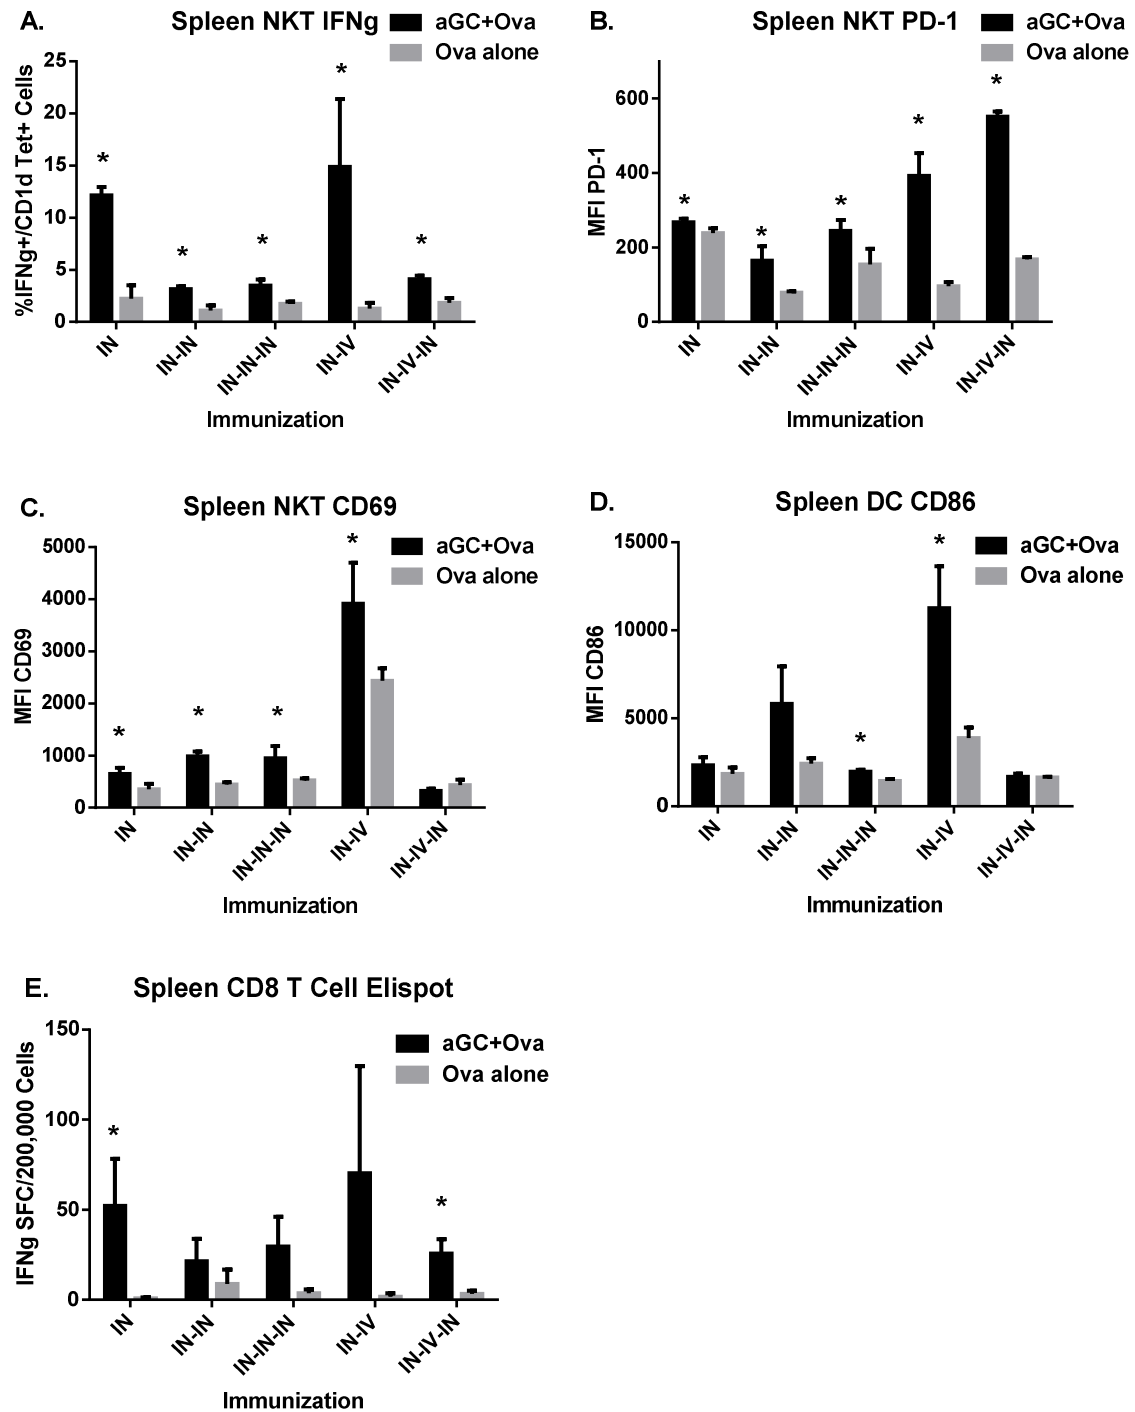 A. Spleen NKT IFNg
aGC+Ova
Ova alone
%IFNg+/CD1d Tet+ Cells
25
20
15
10
5
0
IN
IN-IN
IN-IN-IN
IN-IV
IN-IV-IN
Immunization
B. Spleen NKT PD-1
aGC+Ova
Ova alone
MFI PD-1
600
400
200
0
IN
IN-IN
IN-IN-IN
IN-IV
IN-IV-IN
Immunization
C. Spleen NKT CD69
aGC+Ova
Ova alone
MFI CD69
5000
4000
3000
2000
1000
0
IN
IN-IN
IN-IN-IN
IN-IV
IN-IV-IN
Immunization
D. Spleen DC CD86
aGC+Ova
Ova alone
MFI CD86
15000
10000
5000
0
IN
IN-IN
IN-IN-IN
IN-IV
IN-IV-IN
Immunization
E. Spleen CD8 T Cell Elispot
aGC+Ova
Ova alone
IFNg SFC/200,000 Cells
150
100
50
0
IN
IN-IN
IN-IN-IN
IN-IV
IN-IV-IN
Immunization